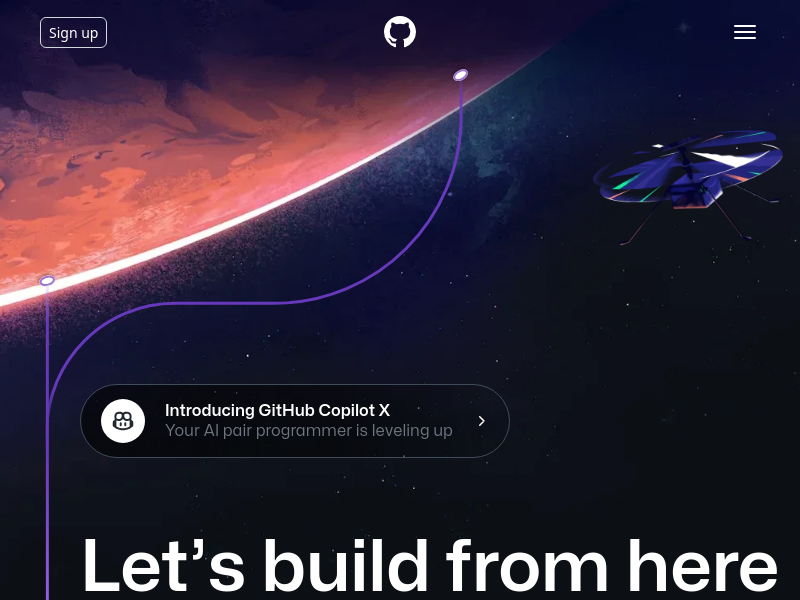 Sign up
Introducing GitHub Copilot X
Your AI pair programmer is leveling up
Let’s build from here